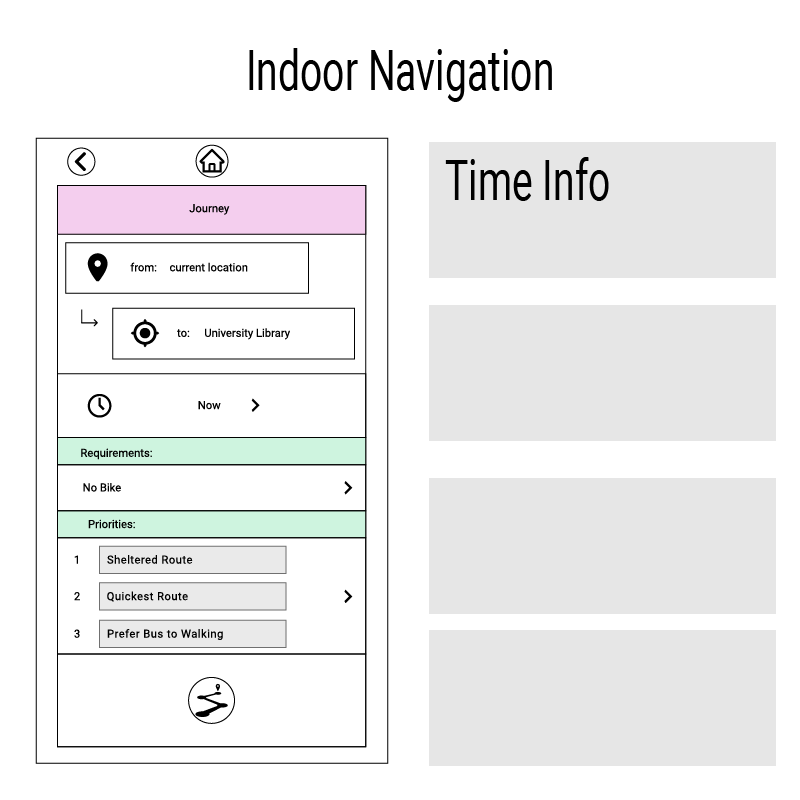 Indoor Navigation
Journey
from: current location
to: University Library
Now
Requirements:
No Bike
Priorities:
1 Sheltered Route
2 Quickest Route
3 Prefer Bus to Walking
Time Info